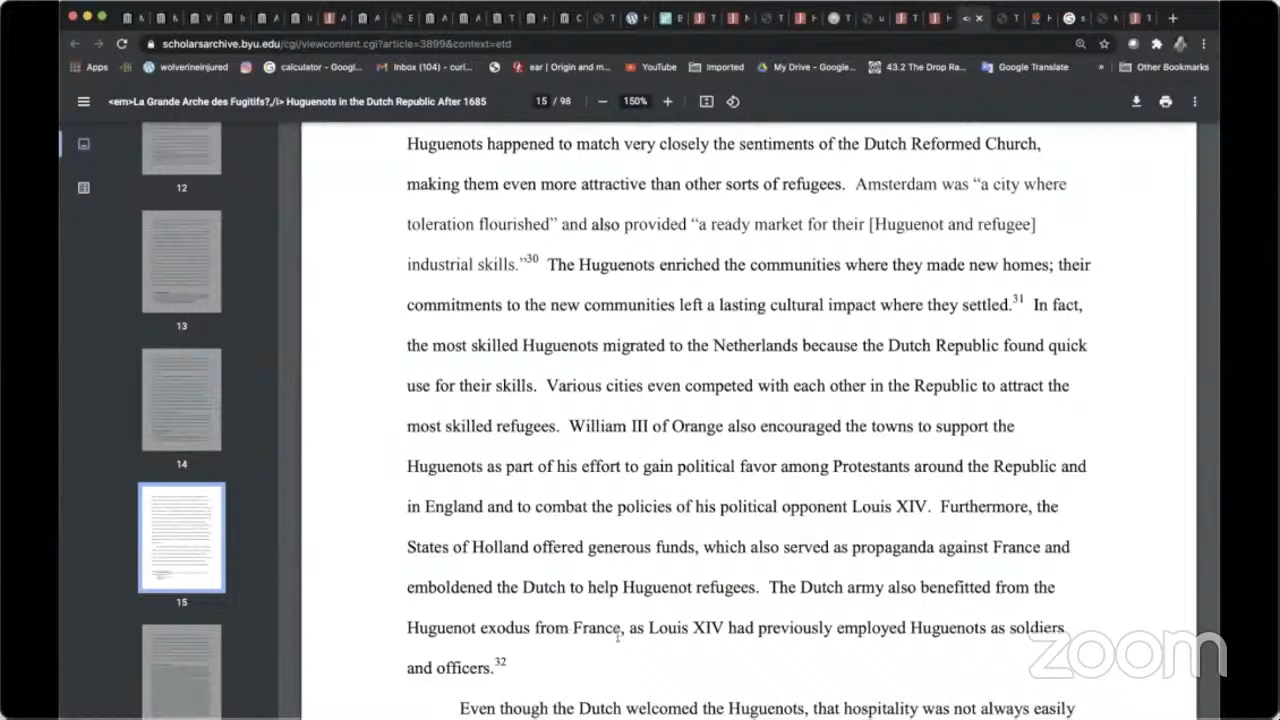 scholarsarchive.byu.edu/cgi/viewcontent.cgi?article=3899&context=etd
Apps wolverineinjured calculator - Googl... Inbox (104) - curl... ear | Origin and m... YouTube Imported My Drive - Google... 43.2 The Drop Ra... Google Translate » Other Bookmarks
<em>La Grande Arche des Fugitifs?,/i> Huguenots in the Dutch Republic After 1685 15 / 98 — 150% +
12
13
14
15
Huguenots happened to match very closely the sentiments of the Dutch Reformed Church,
making them even more attractive than other sorts of refugees. Amsterdam was “a city where
toleration flourished” and also provided “a ready market for their [Huguenot and refugee]
industrial skills.”30 The Huguenots enriched the communities where they made new homes; their
commitments to the new communities left a lasting cultural impact where they settled.31 In fact,
the most skilled Huguenots migrated to the Netherlands because the Dutch Republic found quick
use for their skills. Various cities even competed with each other in the Republic to attract the
most skilled refugees. William III of Orange also encouraged the towns to support the
Huguenots as part of his effort to gain political favor among Protestants around the Republic and
in England and to combat the policies of his political opponent Louis XIV. Furthermore, the
States of Holland offered generous funds, which also served as propaganda against France and
emboldened the Dutch to help Huguenot refugees. The Dutch army also benefitted from the
Huguenot exodus from France, as Louis XIV had previously employed Huguenots as soldiers
and officers.32
Even though the Dutch welcomed the Huguenots, that hospitality was not always easily
zoom